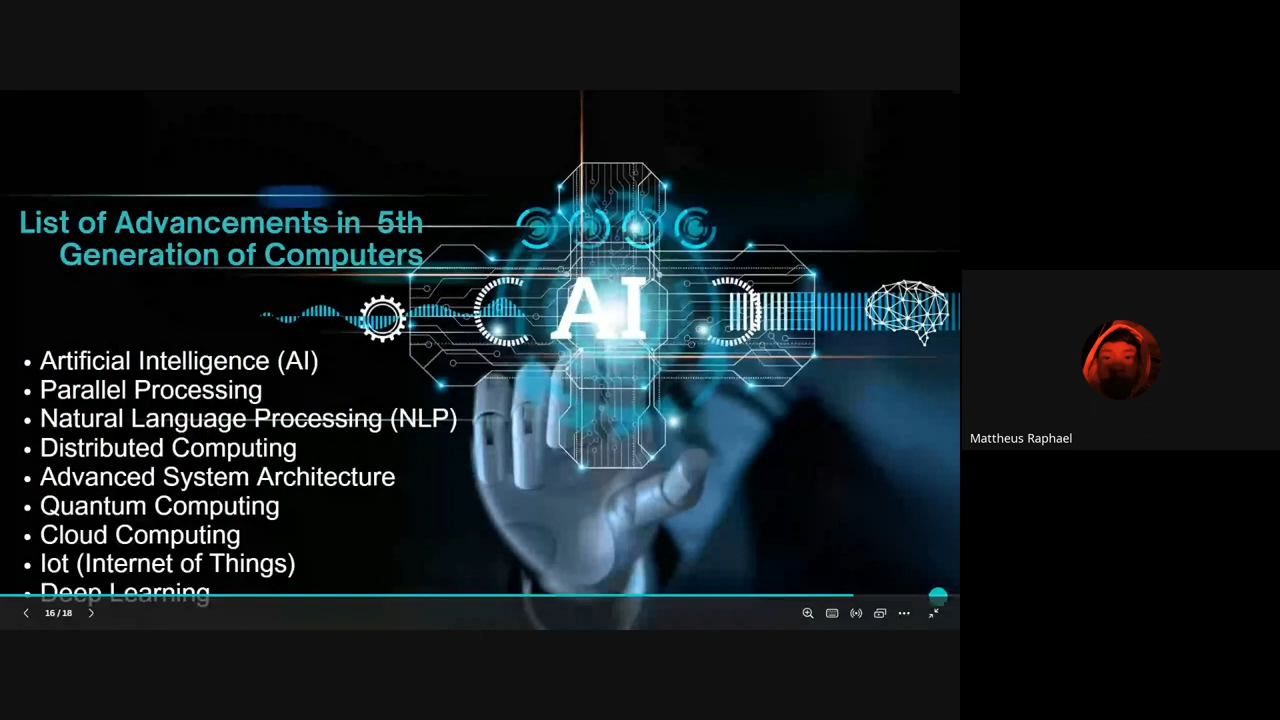 List of Advancements in 5th
Generation of Computers
AI
• Artificial Intelligence (AI)
• Parallel Processing
• Natural Language Processing (NLP)
• Distributed Computing
• Advanced System Architecture
• Quantum Computing
• Cloud Computing
• Iot (Internet of Things)
• Deep Learning
16 / 18
Mattheus Raphael